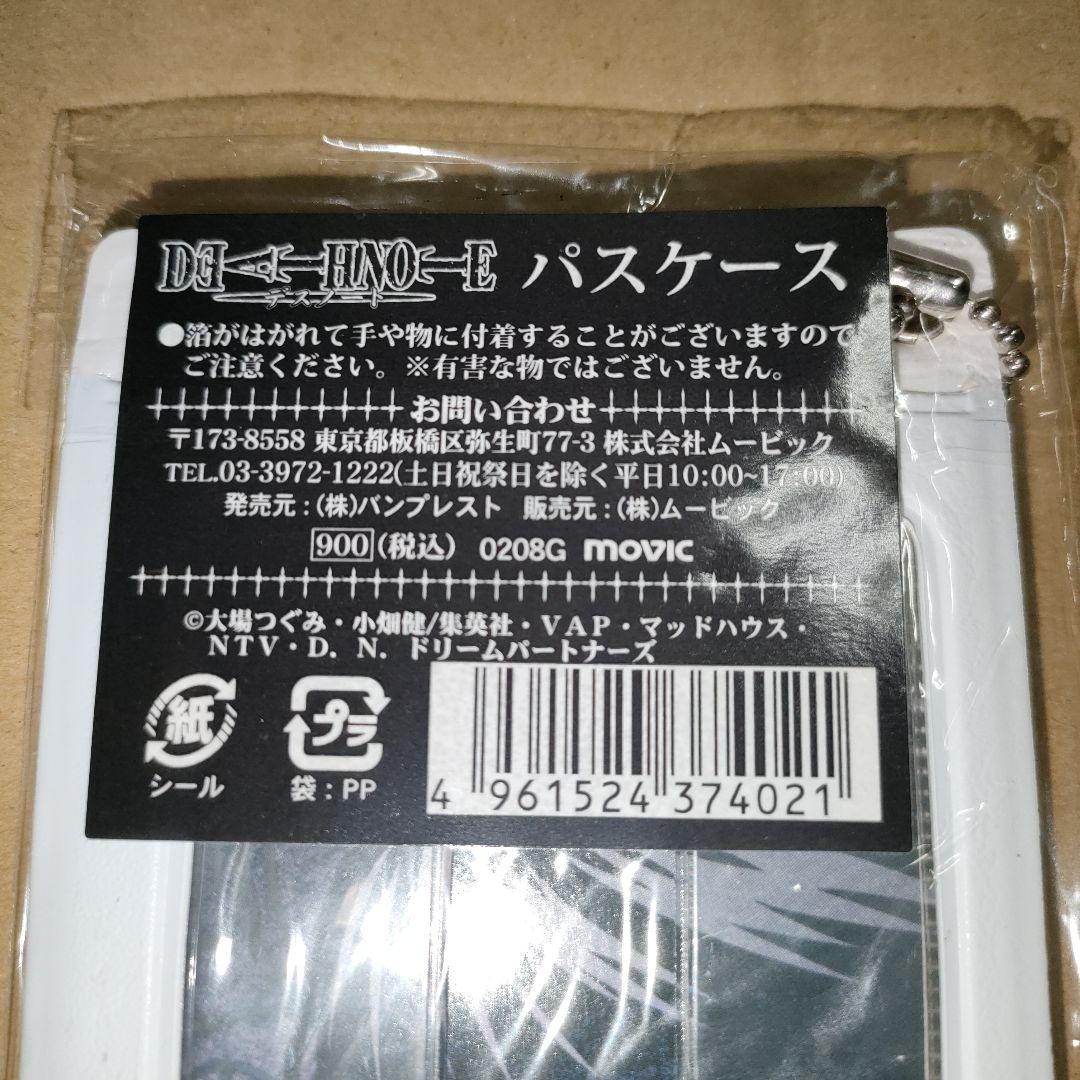 DEATHNOTE パスケース
デスノート
●箔がはがれて手や物に付着することがございますので
ご注意ください。※有害な物ではございません。
お問い合わせ
〒173-8558 東京都板橋区弥生町77-3 株式会社ムービック
TEL.03-3972-1222(土日祝祭日を除く平日10:00~17:00)
発売元:(株)バンプレスト 販売元:(株)ムービック
900(税込) 0208G movic
©大場つぐみ・小畑健/集英社・VAP・マッドハウス・
NTV・D.N.ドリームパートナーズ
紙 プラ
シール 袋:PP
4 961524 374021